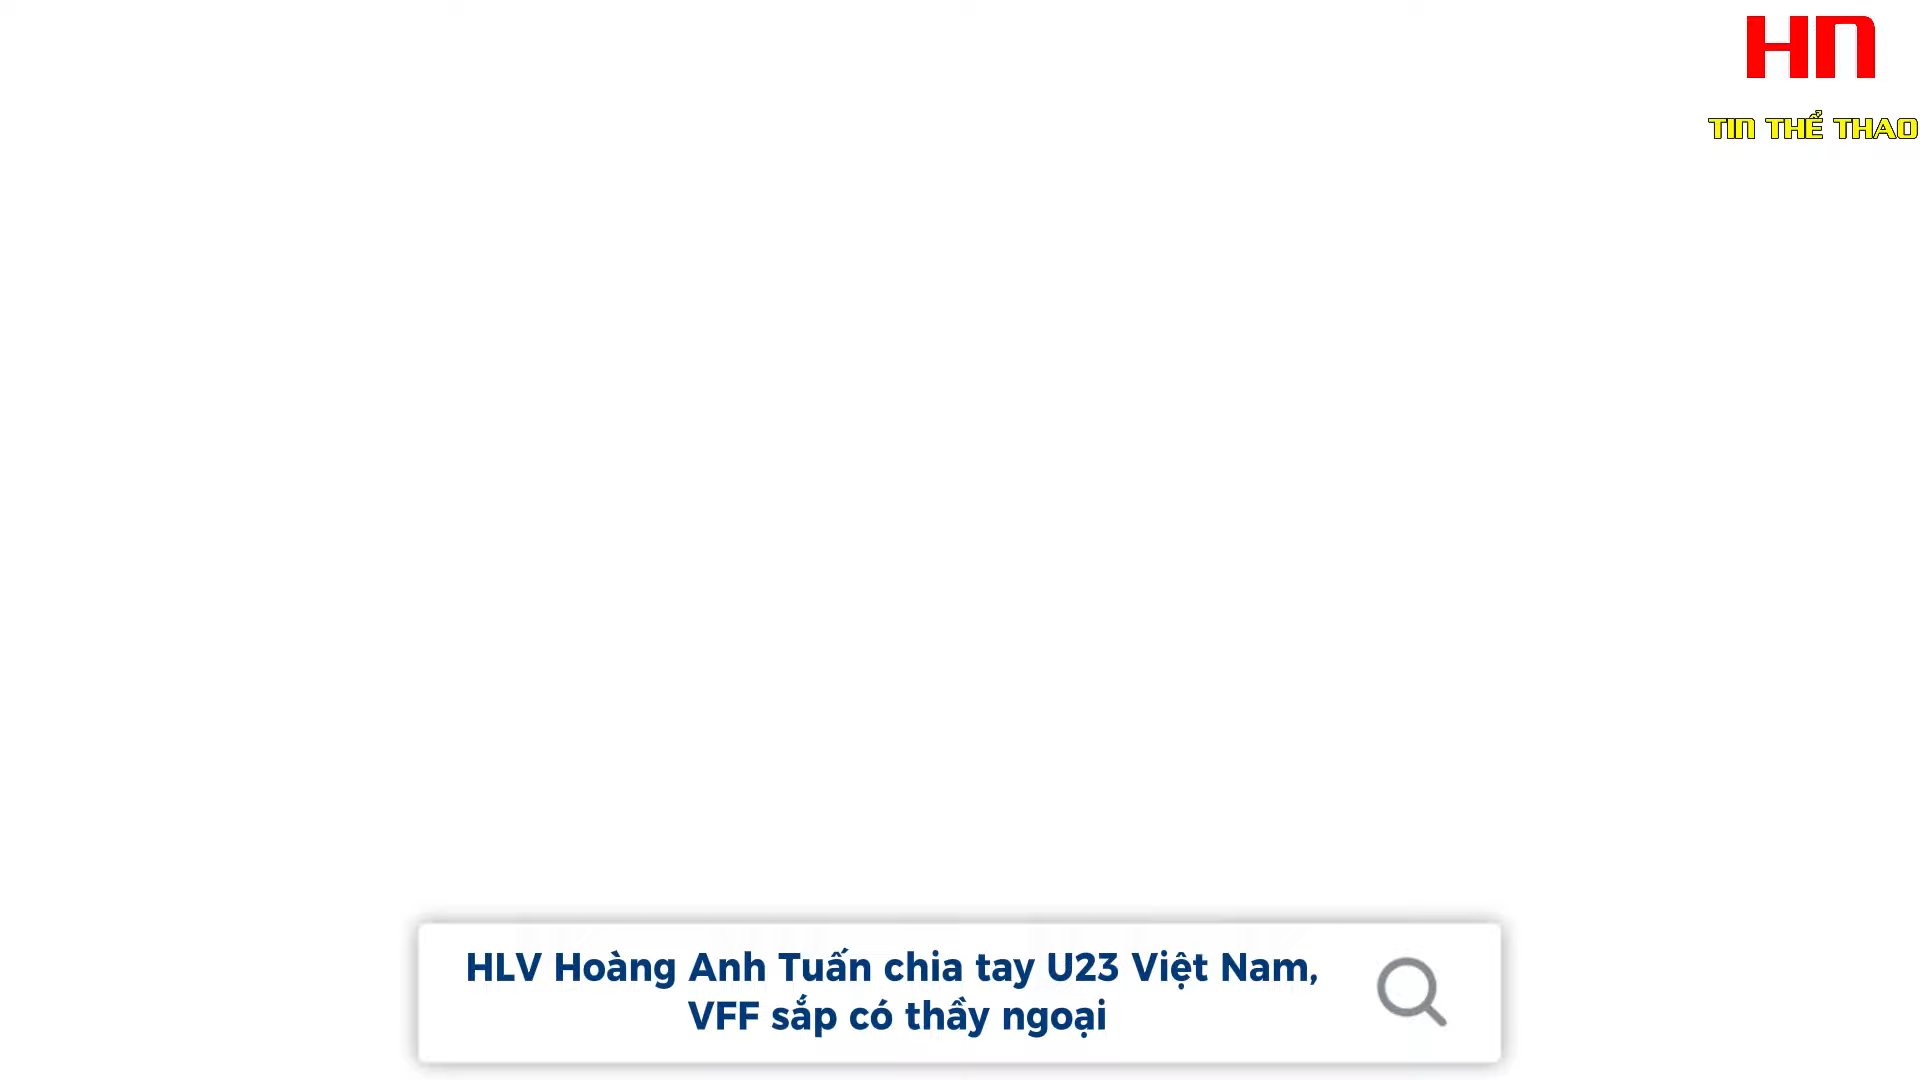 HN
TIN THỂ THAO
HLV Hoàng Anh Tuấn chia tay U23 Việt Nam,
VFF sắp có thầy ngoại